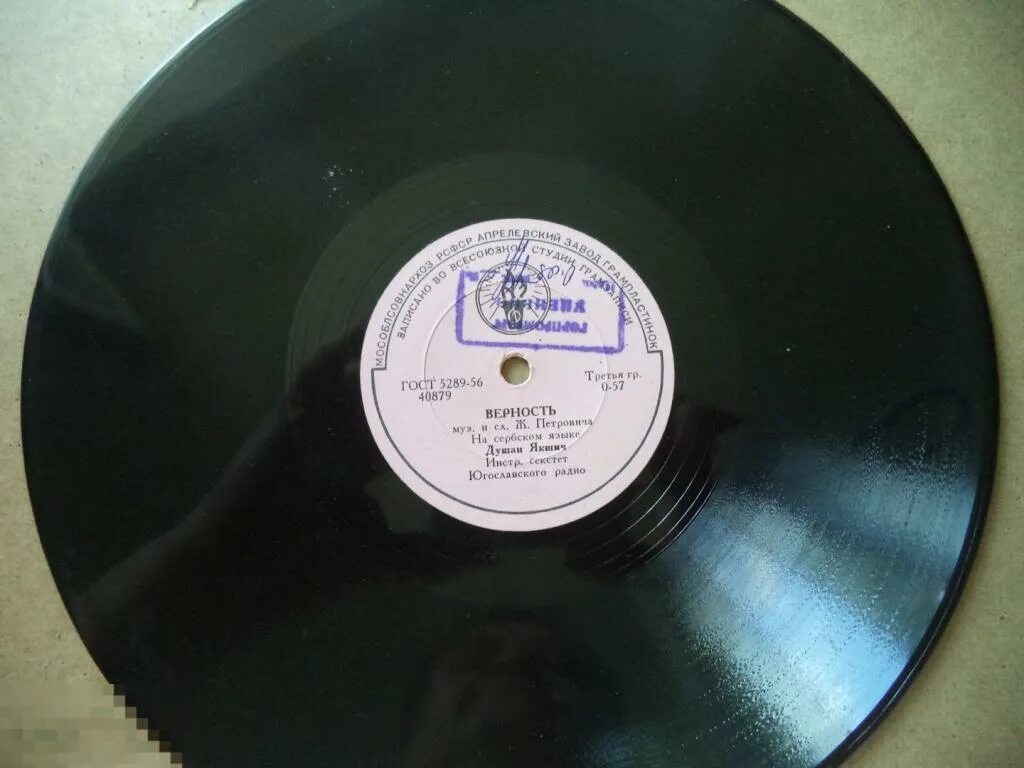 МОСОБЛСОВНАРХОЗ РСФСР АПРЕЛЕВСКИЙ ЗАВОД ГРАМПЛАСТИНОК
ЗАПИСАНО ВО ВСЕСОЮЗНОЙ СТУДИИ ГРАМЗАПИСИ
ГОСТ 5289-56
40879
Третья гр.
0-57
ВЕРНОСТЬ
муз. и сл. Ж. Петровича
На сербском языке
Душан Якшич
Инстр. секстет
Югославского радио